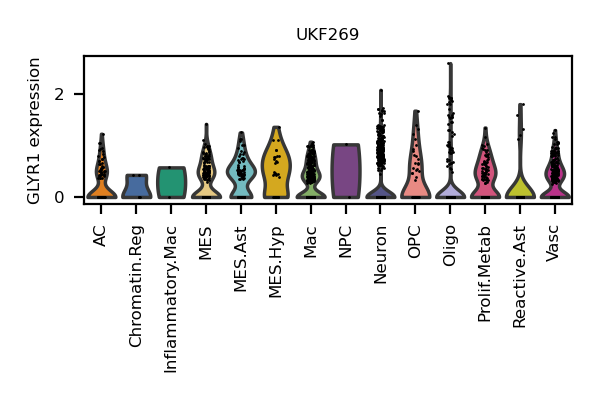 UKF269
GLYR1 expression
2
0
AC
Chromatin.Reg
Inflammatory.Mac
MES
MES.Ast
MES.Hyp
Mac
NPC
Neuron
OPC
Oligo
Prolif.Metab
Reactive.Ast
Vasc